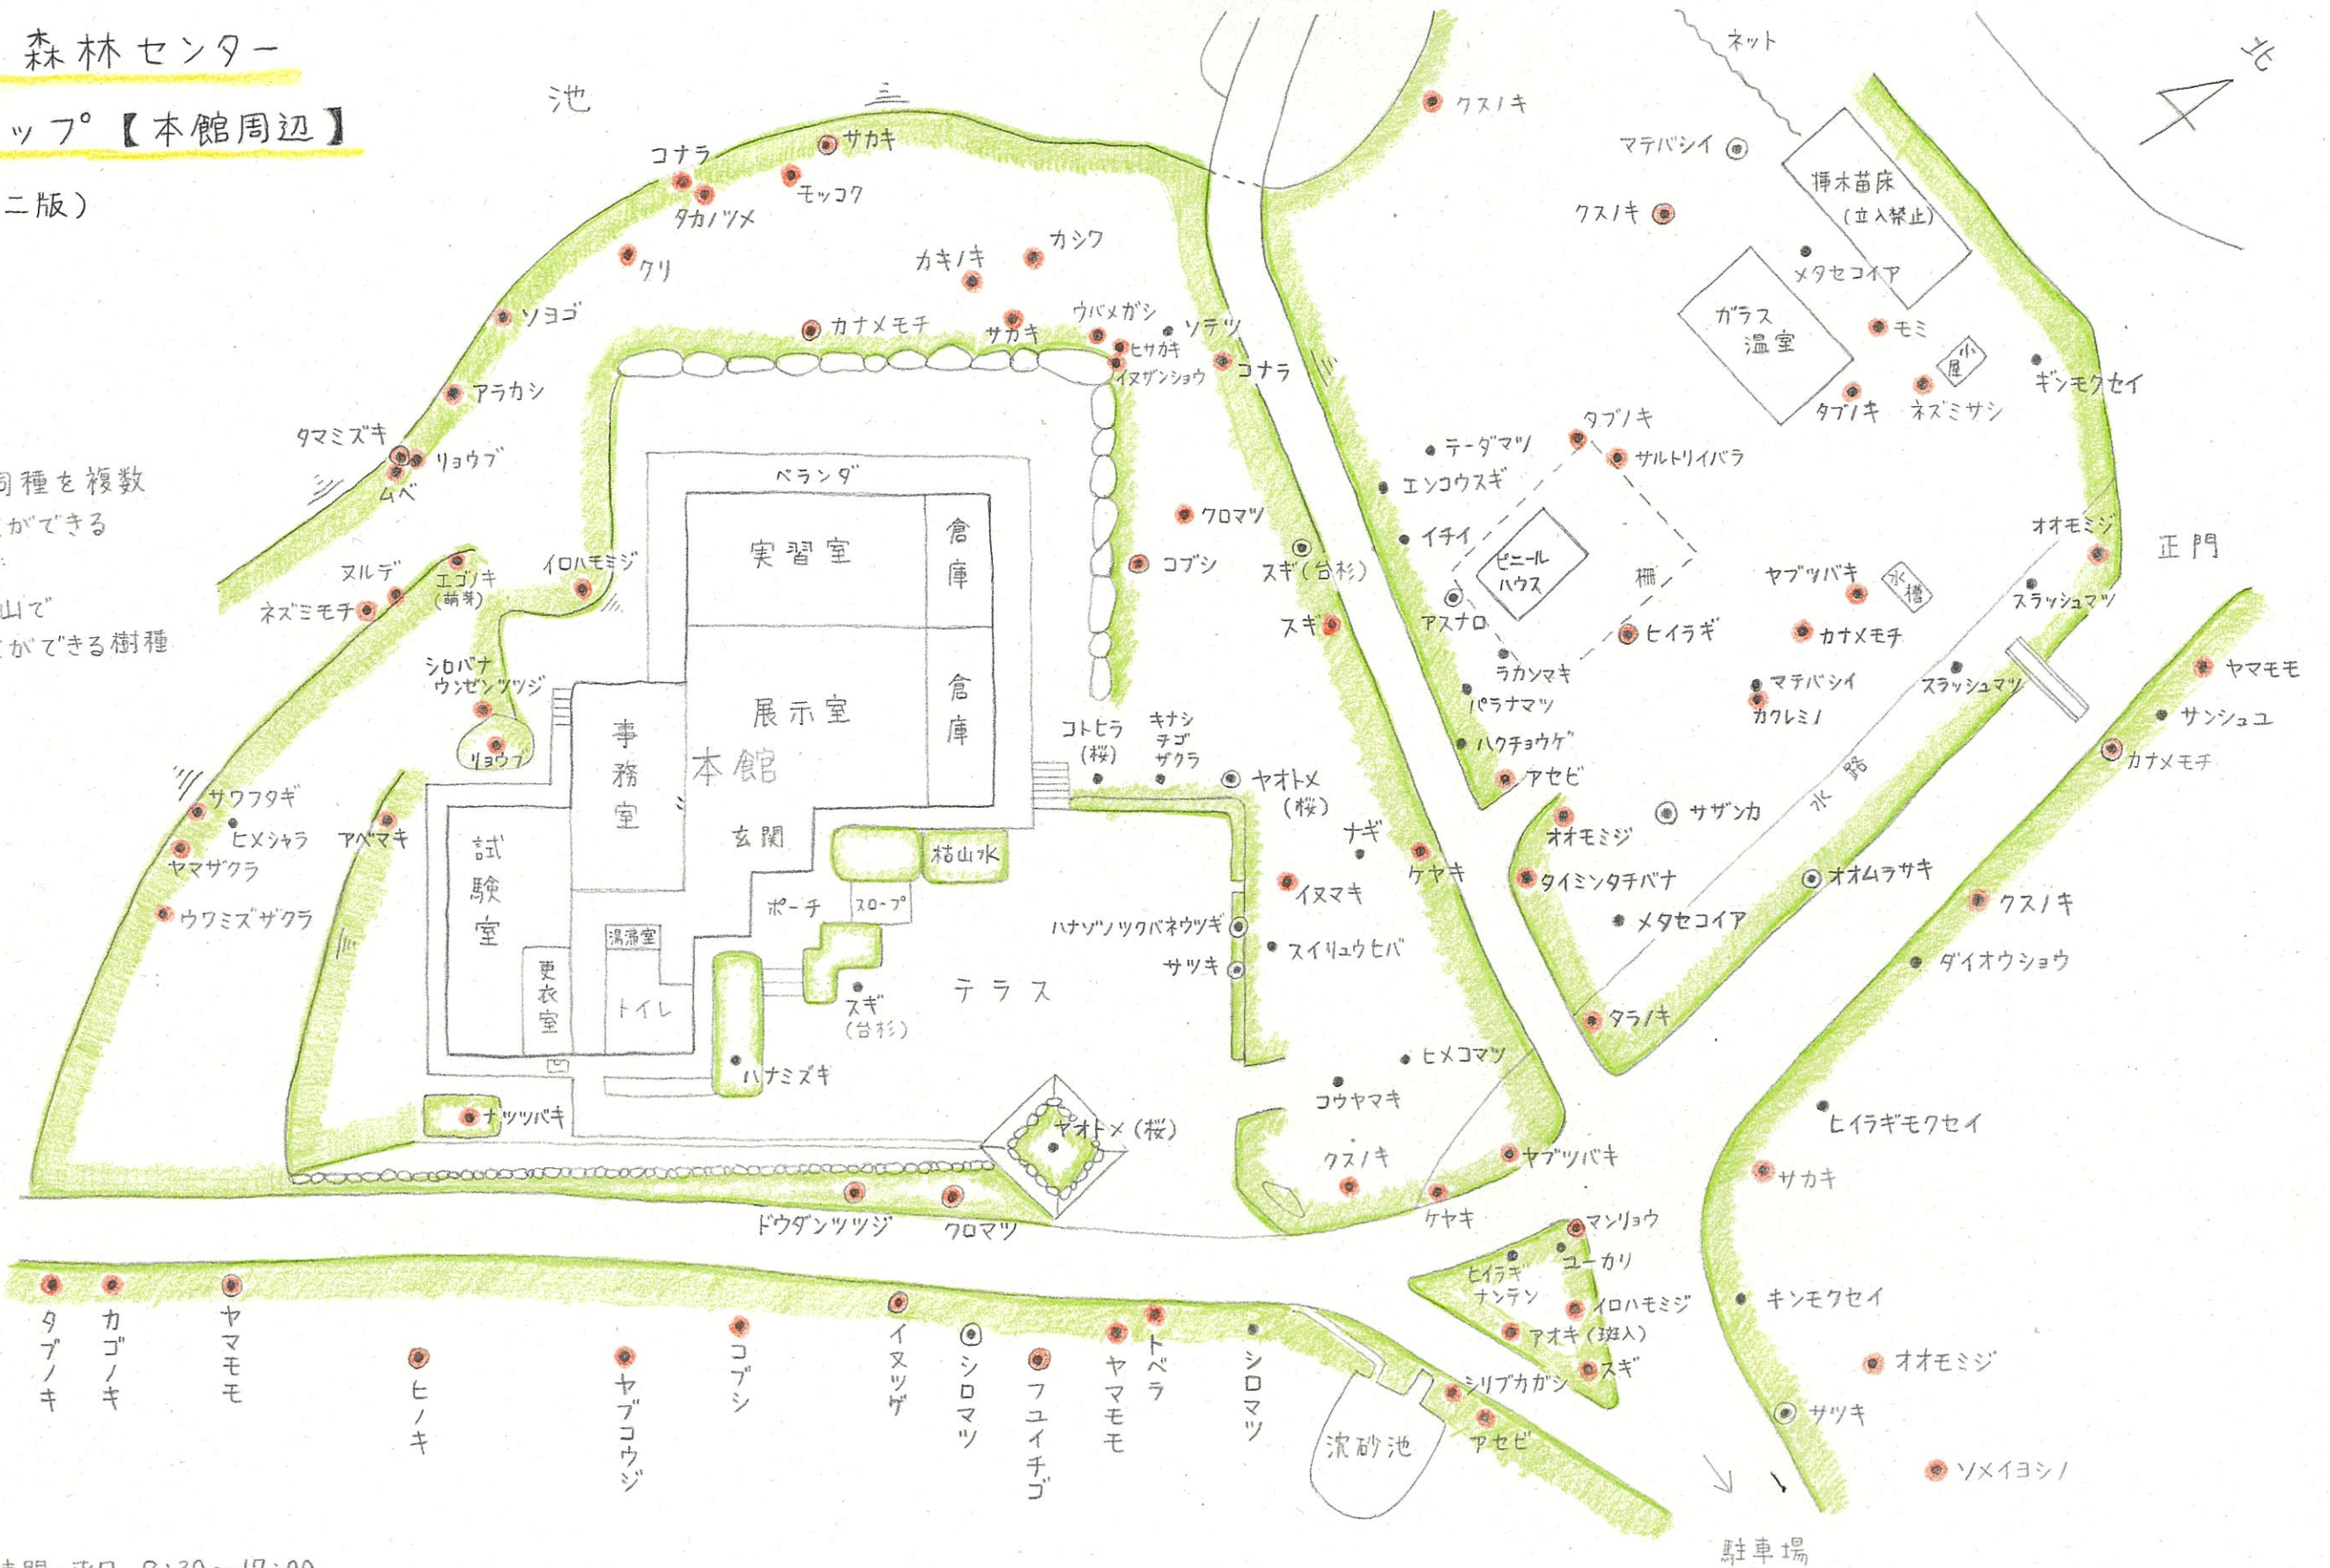 森林センター
ップ【本館周辺】
二版)
池
北
ネット
クスノキ
マテバシイ
挿木苗床
(立入禁止)
クスノキ
メタセコイア
ガラス
温室
モミ
小
屋
タブノキ
ネズミサシ
ギンモクセイ
サカキ
コナラ
タカノツメ
モッコク
クリ
カキノキ
カシワ
ソヨゴ
カナメモチ
サカキ
ウバメガシ
ソテツ
ヒサカキ
イヌザンショウ
コナラ
アラカシ
タマミズキ
リョウブ
ムベ
同種を複数
ができる
山で
ができる樹種
ベランダ
実習室
倉庫
展示室
倉庫
事務室
本館
玄関
試験室
ポーチ
スロープ
枯山水
湯沸室
更衣室
トイレ
テラス
スギ
(台杉)
ハナミズキ
ナツツバキ
ヤオトメ(桜)
ドウダンツツジ
クロマツ
ヌルデ
ネズミモチ
エゴノキ
(萌芽)
イロハモミジ
シロバナ
ウンゼンツツジ
リョウブ
サワフタギ
ヒメシャラ
ヤマザクラ
ウワミズザクラ
アベマキ
クロマツ
コブシ
スギ(台杉)
スギ
コトヒラ
(桜)
キナシ
チゴ
ザクラ
ヤオトメ
(桜)
ナギ
ケヤキ
イヌマキ
ハナゾノツクバネウツギ
スイリュウヒバ
サツキ
ヒメコマツ
コウヤマキ
クスノキ
ケヤキ
ヤブツバキ
テーダマツ
エンコウスギ
イチイ
タブノキ
サルトリイバラ
ビニール
ハウス
柵
アスナロ
ヒイラギ
ラカンマキ
パラナマツ
ハクチョウゲ
アセビ
オオモミジ
タイミンタチバナ
メタセコイア
サザンカ
タラノキ
ヤブツバキ
水槽
カナメモチ
マテバシイ
カクレミノ
オオモミジ
正門
スラッシュマツ
スラッシュマツ
水路
オオムラサキ
ヤマモモ
サンシュユ
カナメモチ
クスノキ
ダイオウショウ
ヒイラギモクセイ
サカキ
キンモクセイ
オオモミジ
サツキ
ソメイヨシノ
駐車場
マンリョウ
ユーカリ
ヒイラギ
ナンテン
イロハモミジ
アオキ(斑入)
スギ
シリブカガシ
アセビ
沈砂池
タブノキ
カゴノキ
ヤマモモ
ヒノキ
ヤブコウジ
コブシ
イヌツゲ
シロマツ
フユイチゴ
ヤマモモ
トベラ
シロマツ